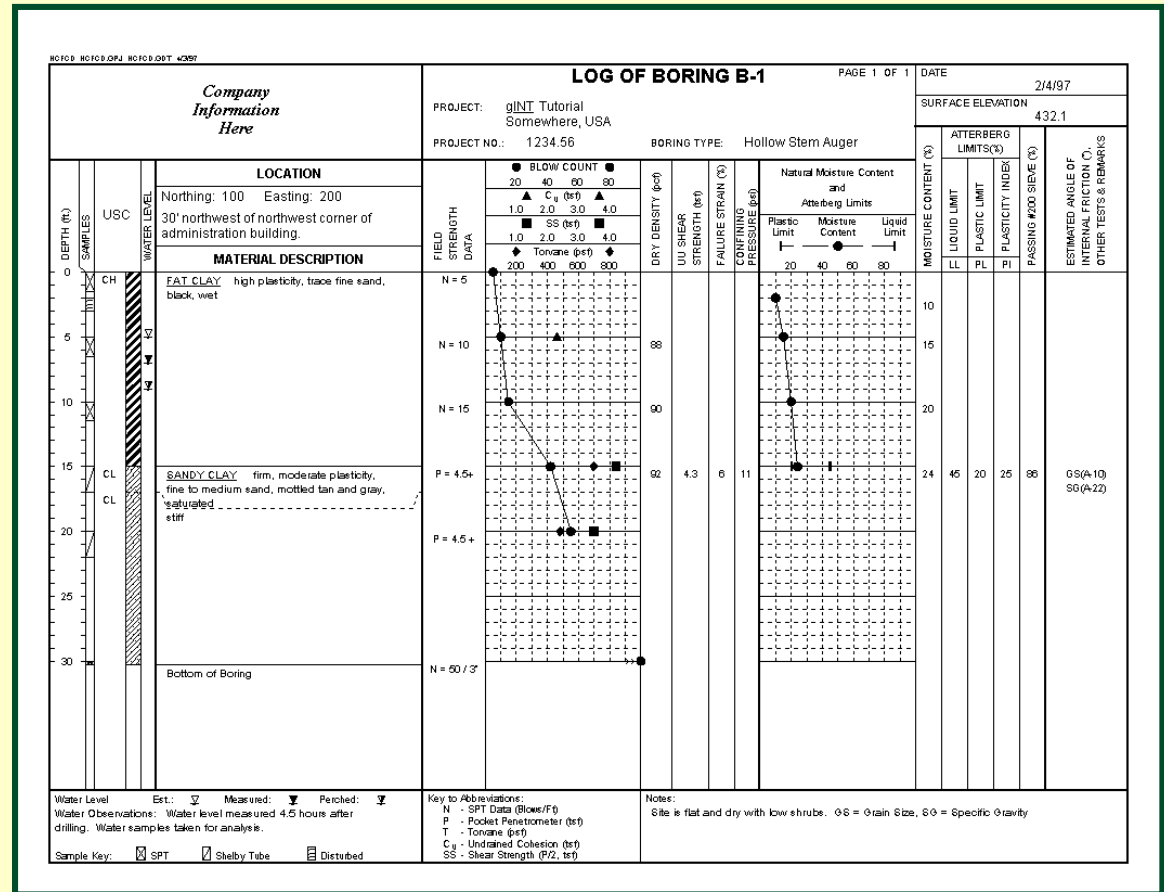 HCFCD HCFCD.GPJ HCFCD.GDT 4/3/97
Company
Information
Here
LOG OF BORING B-1
PAGE 1 OF 1
PROJECT: gINT Tutorial
Somewhere, USA
PROJECT NO.: 1234.56
BORING TYPE: Hollow Stem Auger
DATE
2/4/97
SURFACE ELEVATION
432.1
DEPTH (ft.)
SAMPLES
USC
WATER LEVEL
LOCATION
Northing: 100 Easting: 200
30' northwest of northwest corner of
administration building.
MATERIAL DESCRIPTION
FIELD
STRENGTH
DATA
BLOW COUNT
20 40 60 80
Cu (tsf)
1.0 2.0 3.0 4.0
SS (tsf)
1.0 2.0 3.0 4.0
Torvane (psf)
200 400 600 800
DRY DENSITY (pcf)
UU SHEAR
STRENGTH (tsf)
FAILURE STRAIN (%)
CONFINING
PRESSURE (psi)
Natural Moisture Content
and
Atterberg Limits
Plastic
Limit
Moisture
Content
Liquid
Limit
20 40 60 80
MOISTURE CONTENT (%)
ATTERBERG
LIMITS(%)
LIQUID LIMIT
PLASTIC LIMIT
PLASTICITY INDEX
LL PL PI
PASSING #200 SIEVE (%)
ESTIMATED ANGLE OF
INTERNAL FRICTION (°),
OTHER TESTS & REMARKS
0
CH
FAT CLAY high plasticity, trace fine sand,
black, wet
N = 5
10
5
N = 10
88
15
10
N = 15
90
20
15
CL
SANDY CLAY firm, moderate plasticity,
fine to medium sand, mottled tan and gray,
saturated
P = 4.5+
92 4.3 6 11
24 45 20 25 86
GS(A-10)
SG(A-22)
CL
stiff
20
P = 4.5 +
25
30
N = 50 / 3"
Bottom of Boring
Water Level Est.: Measured: Perched:
Water Observations: Water level measured 4.5 hours after
drilling. Water samples taken for analysis.
Sample Key: SPT Shelby Tube Disturbed
Key to Abbreviations:
N - SPT Data (Blows/Ft)
P - Pocket Penetrometer (tsf)
T - Torvane (psf)
Cu - Undrained Cohesion (tsf)
SS - Shear Strength (P/2, tsf)
Notes:
Site is flat and dry with low shrubs. GS = Grain Size, SG = Specific Gravity